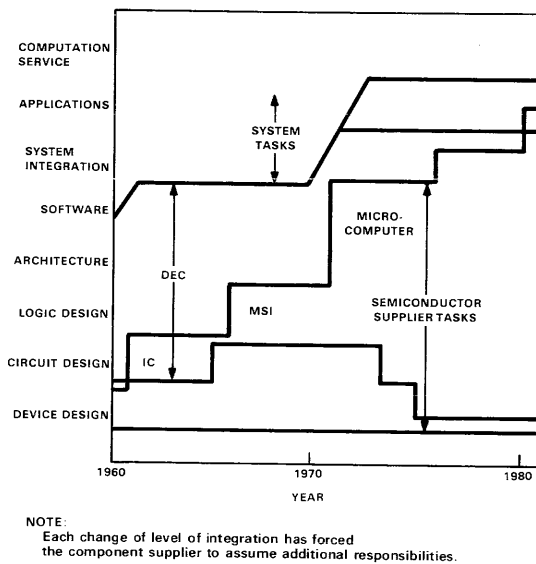 COMPUTATION
SERVICE
APPLICATIONS
SYSTEM
TASKS
SYSTEM
INTEGRATION
SOFTWARE
MICRO-
COMPUTER
ARCHITECTURE
DEC
LOGIC DESIGN
MSI
SEMICONDUCTOR
SUPPLIER TASKS
CIRCUIT DESIGN
IC
DEVICE DESIGN
1960
1970
1980
YEAR
NOTE:
Each change of level of integration has forced
the component supplier to assume additional responsibilities.